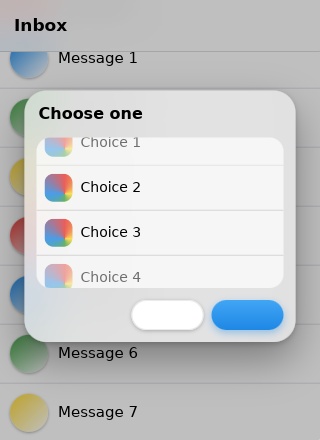 Inbox
Message 1
Choose one
Choice 1
Choice 2
Choice 3
Choice 4
Message 6
Message 7